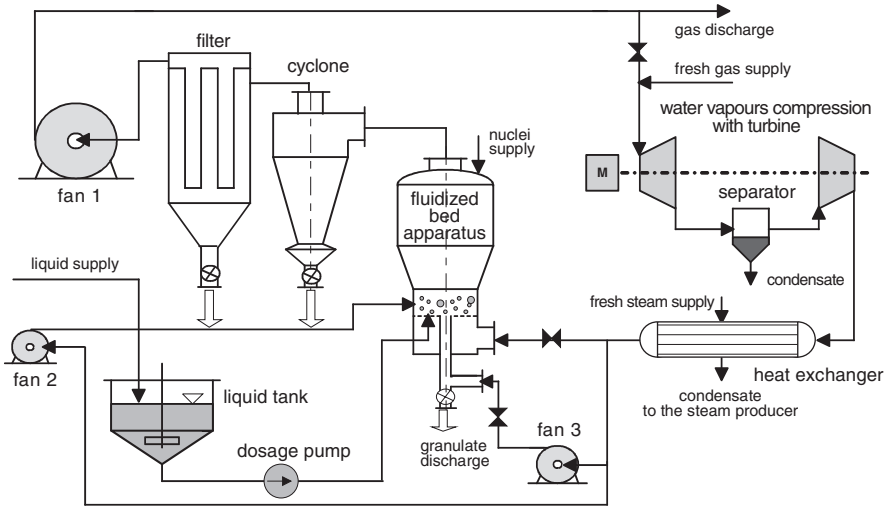 gas discharge
filter
cyclone
fresh gas supply
water vapours compression
with turbine
nuclei
supply
M
fan 1
separator
fluidized
bed
apparatus
liquid supply
condensate
fresh steam supply
fan 2
heat exchanger
liquid tank
condensate
to the steam producer
dosage pump
granulate
discharge
fan 3